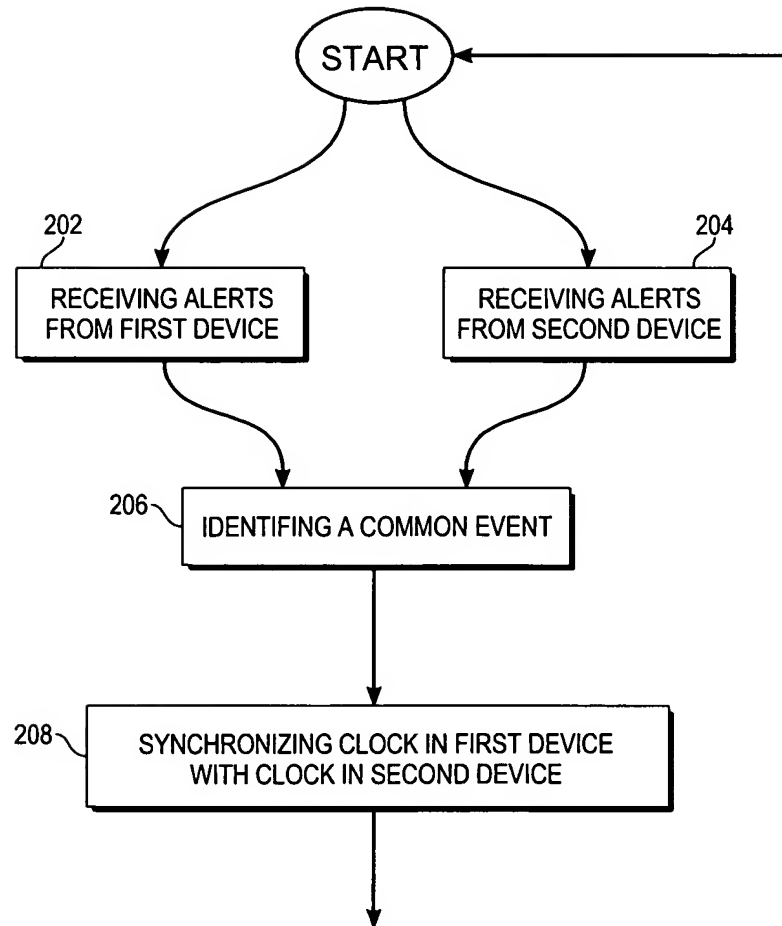 START
202
204
RECEIVING ALERTS
FROM FIRST DEVICE
RECEIVING ALERTS
FROM SECOND DEVICE
206
IDENTIFING A COMMON EVENT
208
SYNCHRONIZING CLOCK IN FIRST DEVICE
WITH CLOCK IN SECOND DEVICE